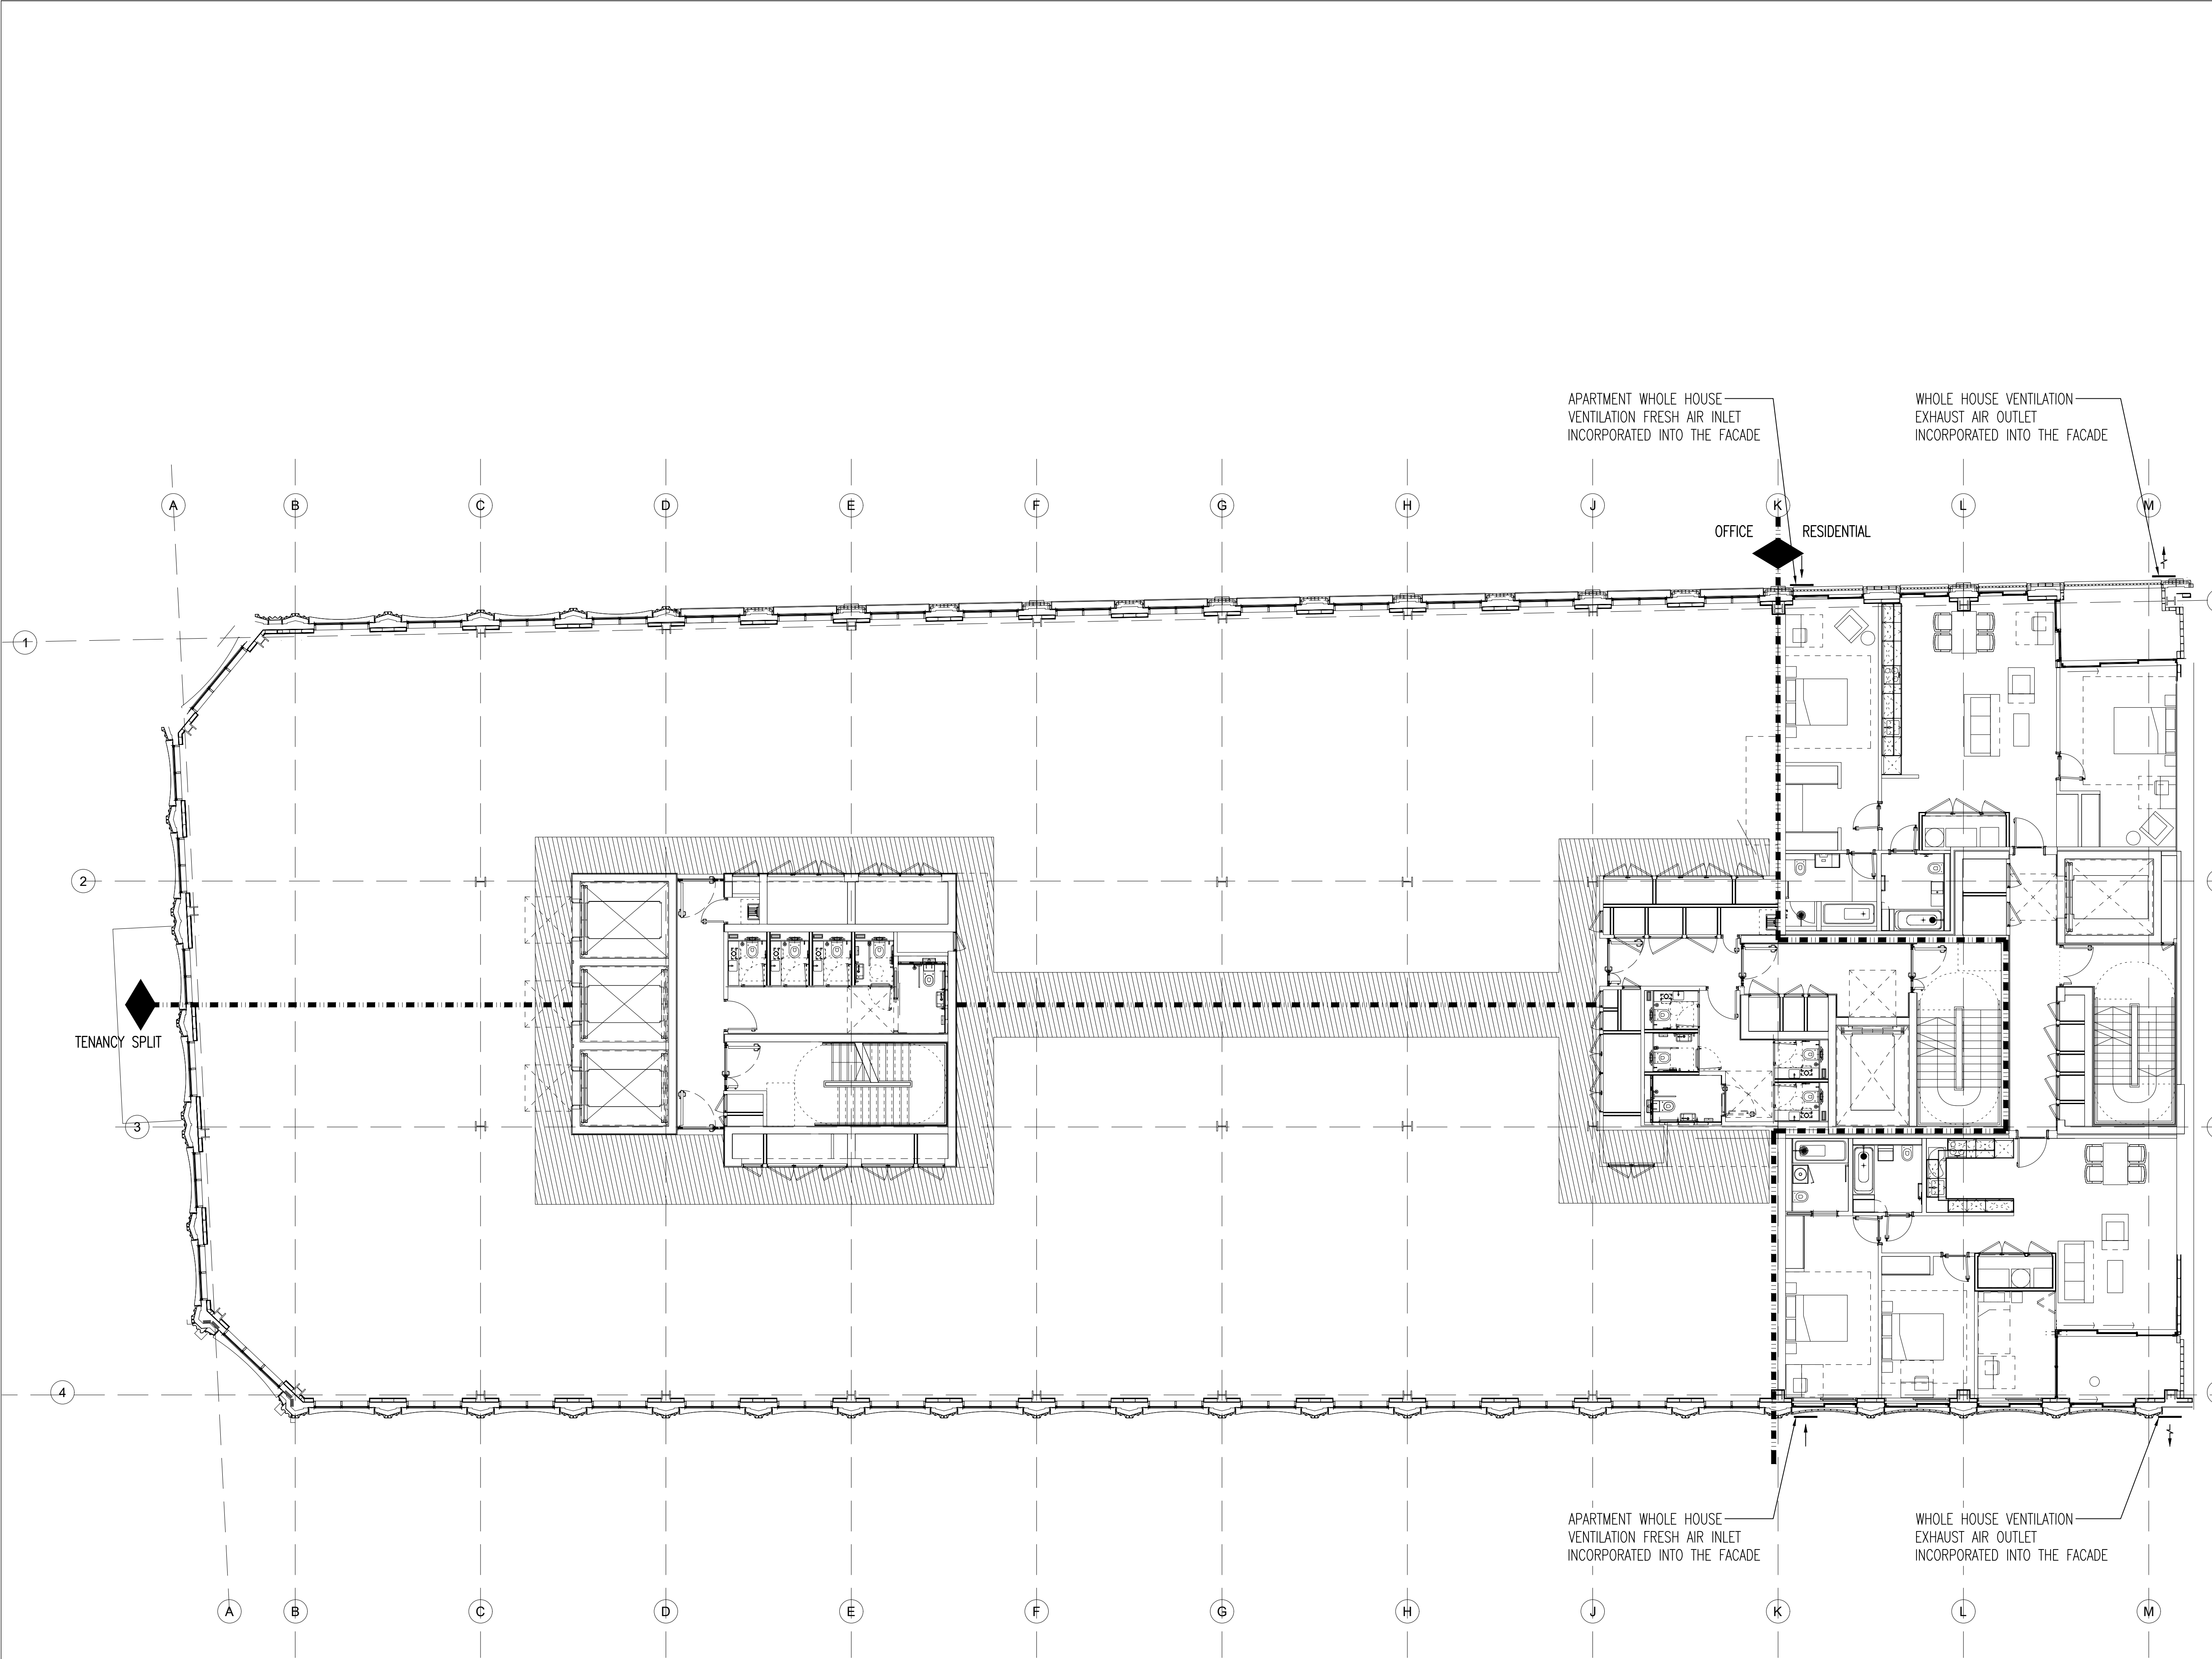 APARTMENT WHOLE HOUSE
VENTILATION FRESH AIR INLET
INCORPORATED INTO THE FACADE
WHOLE HOUSE VENTILATION
EXHAUST AIR OUTLET
INCORPORATED INTO THE FACADE
A
B
C
D
E
F
G
H
J
K
L
M
OFFICE
RESIDENTIAL
1
2
TENANCY SPLIT
3
4
APARTMENT WHOLE HOUSE
VENTILATION FRESH AIR INLET
INCORPORATED INTO THE FACADE
WHOLE HOUSE VENTILATION
EXHAUST AIR OUTLET
INCORPORATED INTO THE FACADE
A
B
C
D
E
F
G
H
J
K
L
M